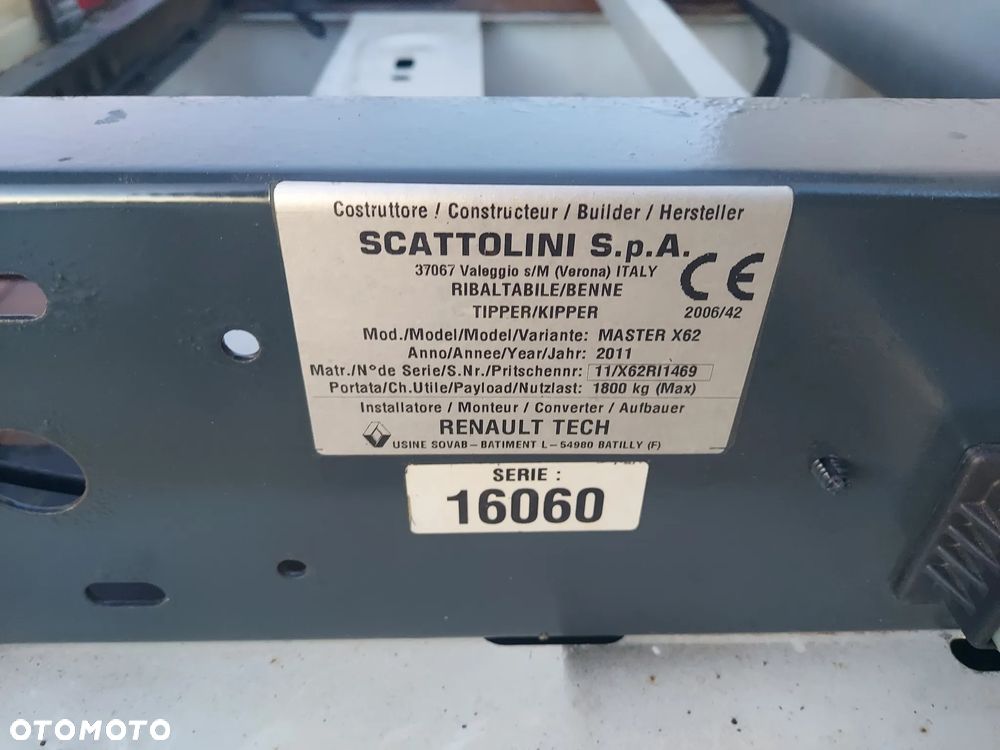 Costruttore / Constructeur / Builder / Hersteller
SCATTOLINI S.p.A.
37067 Valeggio s/M (Verona) ITALY
RIBALTABILE/BENNE
TIPPER/KIPPER
CE
2006/42
Mod./Model/Model/Variante: MASTER X62
Anno/Annee/Year/Jahr: 2011
Matr./N°de Serie/S.Nr./Pritschennr: 11/X62RI1469
Portata/Ch.Utile/Payload/Nutzlast: 1800 kg (Max)
Installatore / Monteur / Converter / Aufbauer
RENAULT TECH
USINE SOVAB – BATIMENT L – 54980 BATILLY (F)
SERIE :
16060
OTOMOTO